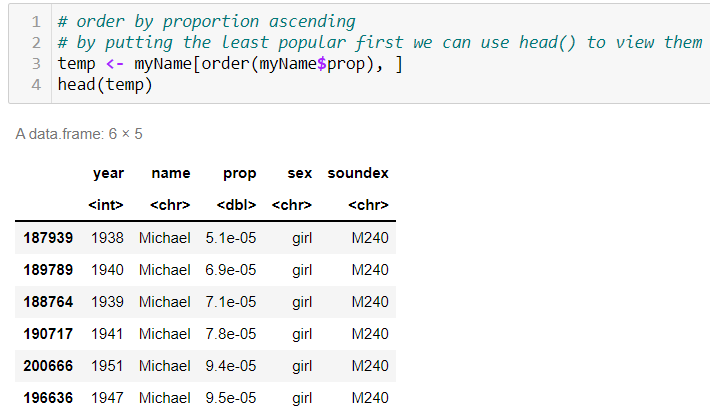 1 # order by proportion ascending
2 # by putting the least popular first we can use head() to view them
3 temp <- myName[order(myName$prop), ]
4 head(temp)
A data.frame: 6 × 5
year name prop sex soundex
<int> <chr> <dbl> <chr> <chr>
187939 1938 Michael 5.1e-05 girl M240
189789 1940 Michael 6.9e-05 girl M240
188764 1939 Michael 7.1e-05 girl M240
190717 1941 Michael 7.8e-05 girl M240
200666 1951 Michael 9.4e-05 girl M240
196636 1947 Michael 9.5e-05 girl M240